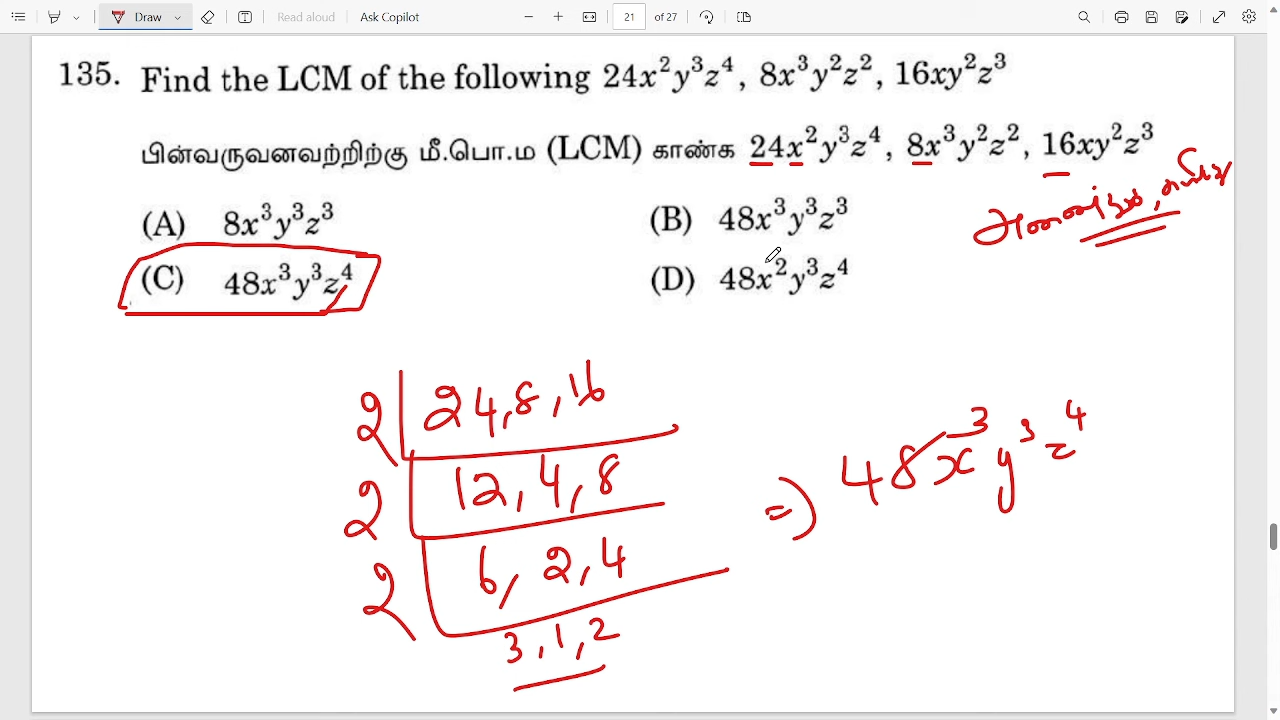 Draw
Read aloud
Ask Copilot
21 of 27
135. Find the LCM of the following 24x²y³z⁴, 8x³y²z², 16xy²z³
பின்வருவனவற்றிற்கு மீ.பொ.ம (LCM) காண்க 24x²y³z⁴, 8x³y²z², 16xy²z³
(A) 8x³y³z³
(B) 48x³y³z³
(C) 48x³y³z⁴
(D) 48x²y³z⁴
2 24, 8, 16
2 12, 4, 8
2 6, 2, 4
3, 1, 2
=> 48x³y³z⁴